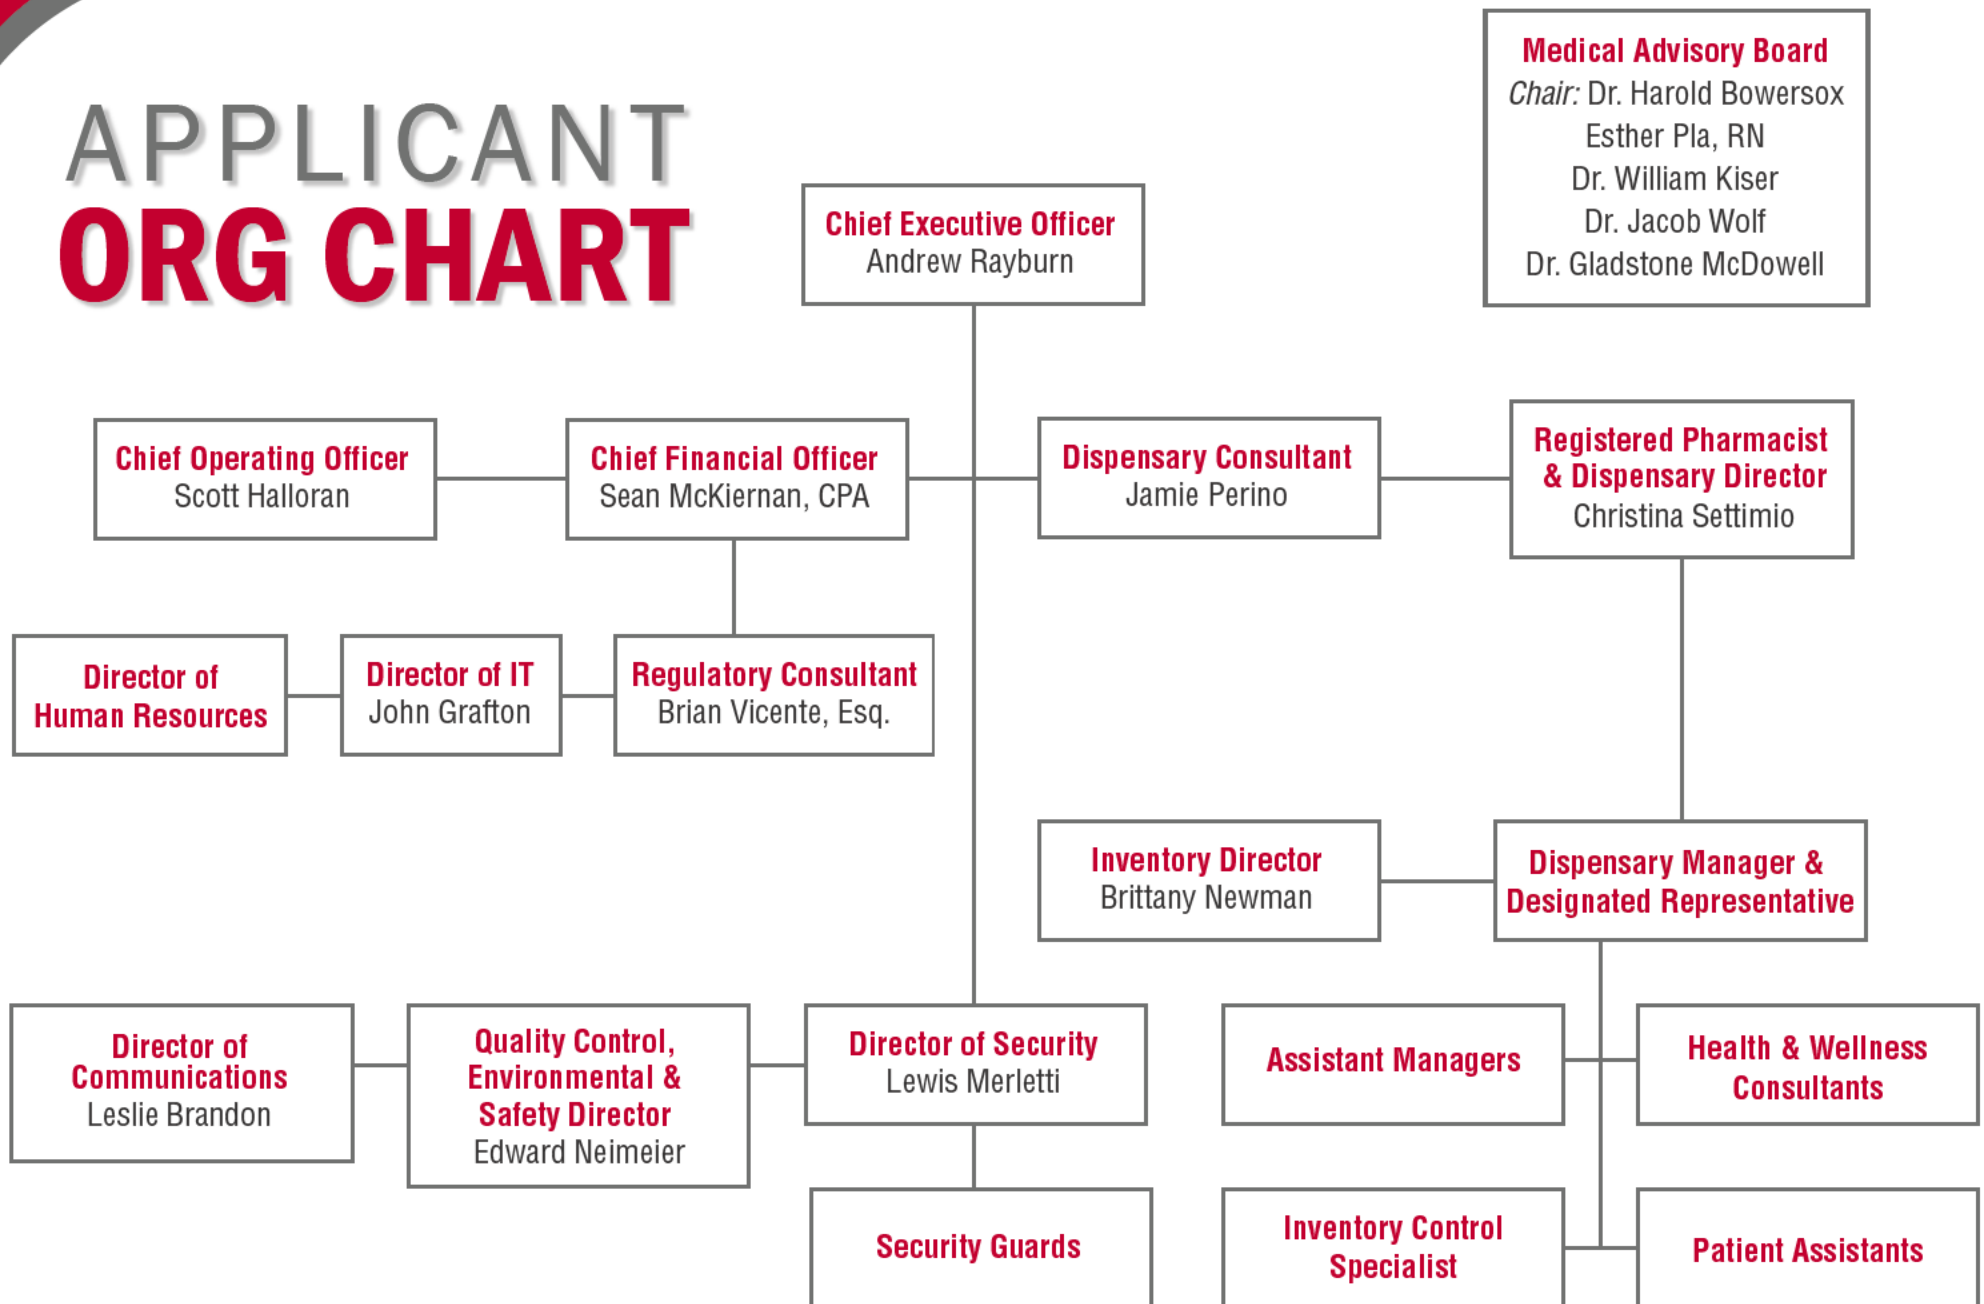 APPLICANT
ORG CHART
Medical Advisory Board
Chair: Dr. Harold Bowersox
Esther Pla, RN
Dr. William Kiser
Dr. Jacob Wolf
Dr. Gladstone McDowell
Chief Executive Officer
Andrew Rayburn
Chief Operating Officer
Scott Halloran
Chief Financial Officer
Sean McKiernan, CPA
Dispensary Consultant
Jamie Perino
Registered Pharmacist
& Dispensary Director
Christina Settimio
Director of
Human Resources
Director of IT
John Grafton
Regulatory Consultant
Brian Vicente, Esq.
Inventory Director
Brittany Newman
Dispensary Manager &
Designated Representative
Director of
Communications
Leslie Brandon
Quality Control,
Environmental &
Safety Director
Edward Neimeier
Director of Security
Lewis Merletti
Assistant Managers
Health & Wellness
Consultants
Security Guards
Inventory Control
Specialist
Patient Assistants